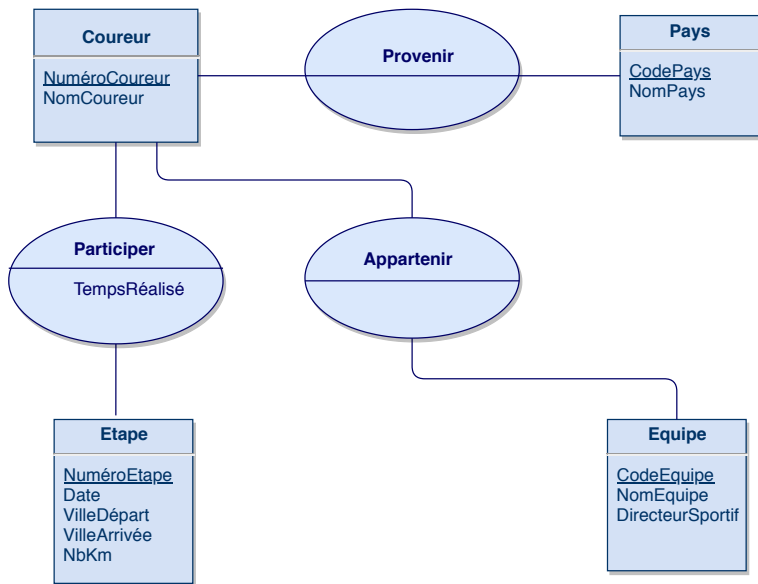 Coureur
NuméroCoureur
NomCoureur
Provenir
Pays
CodePays
NomPays
Participer
TempsRéalisé
Appartenir
Etape
NuméroEtape
Date
VilleDépart
VilleArrivée
NbKm
Equipe
CodeEquipe
NomEquipe
DirecteurSportif